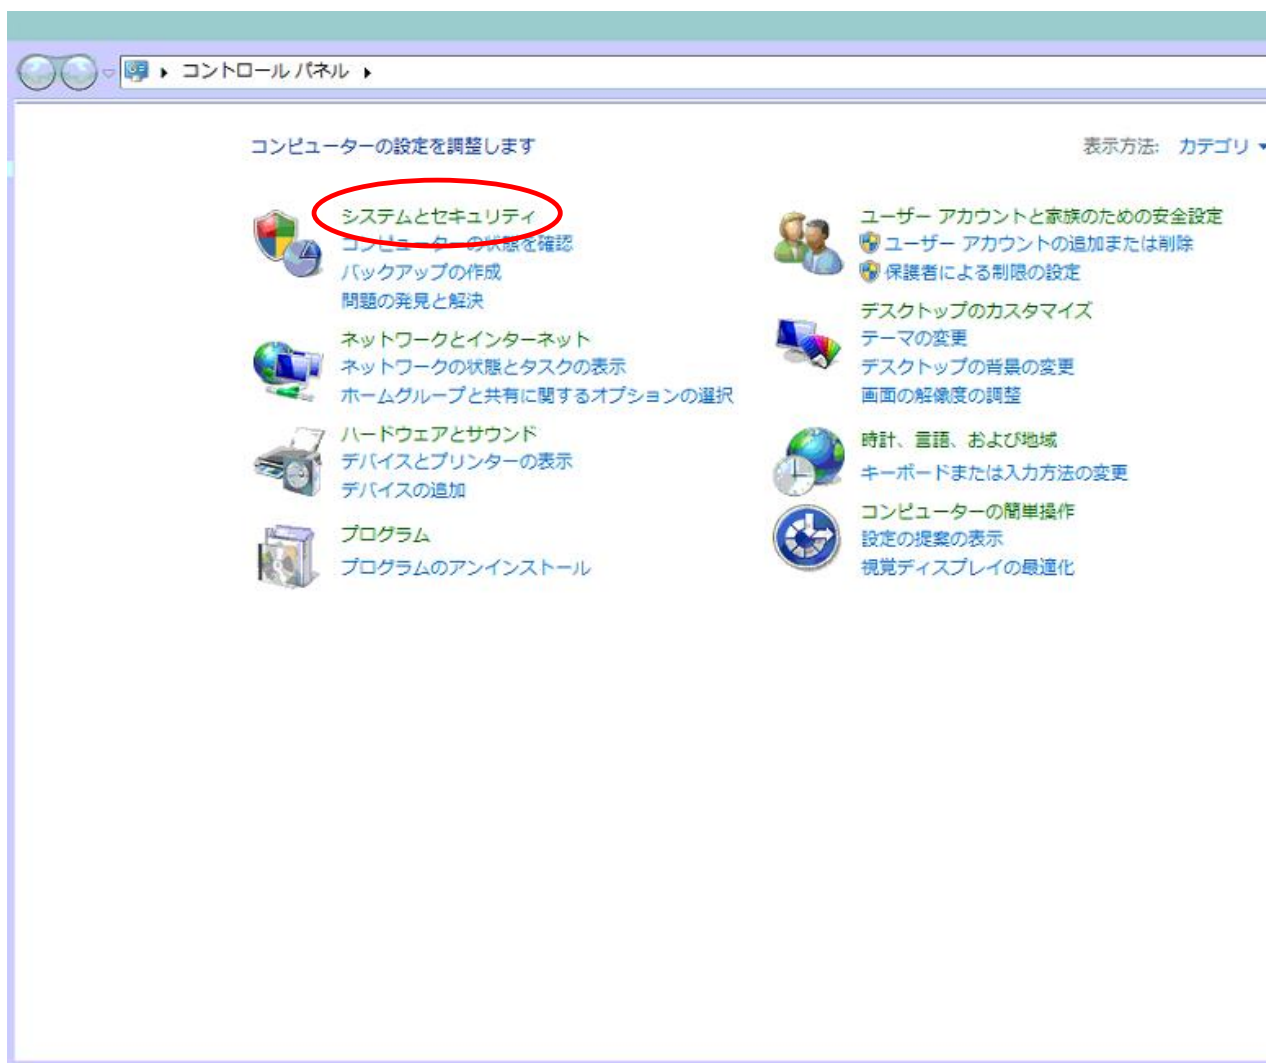 コントロール パネル
コンピューターの設定を調整します
表示方法: カテゴリ
システムとセキュリティ
コンピューターの状態を確認
バックアップの作成
問題の発見と解決
ネットワークとインターネット
ネットワークの状態とタスクの表示
ホームグループと共有に関するオプションの選択
ハードウェアとサウンド
デバイスとプリンターの表示
デバイスの追加
プログラム
プログラムのアンインストール
ユーザー アカウントと家族のための安全設定
ユーザー アカウントの追加または削除
保護者による制限の設定
デスクトップのカスタマイズ
テーマの変更
デスクトップの背景の変更
画面の解像度の調整
時計、言語、および地域
キーボードまたは入力方法の変更
コンピューターの簡単操作
設定の提案の表示
視覚ディスプレイの最適化